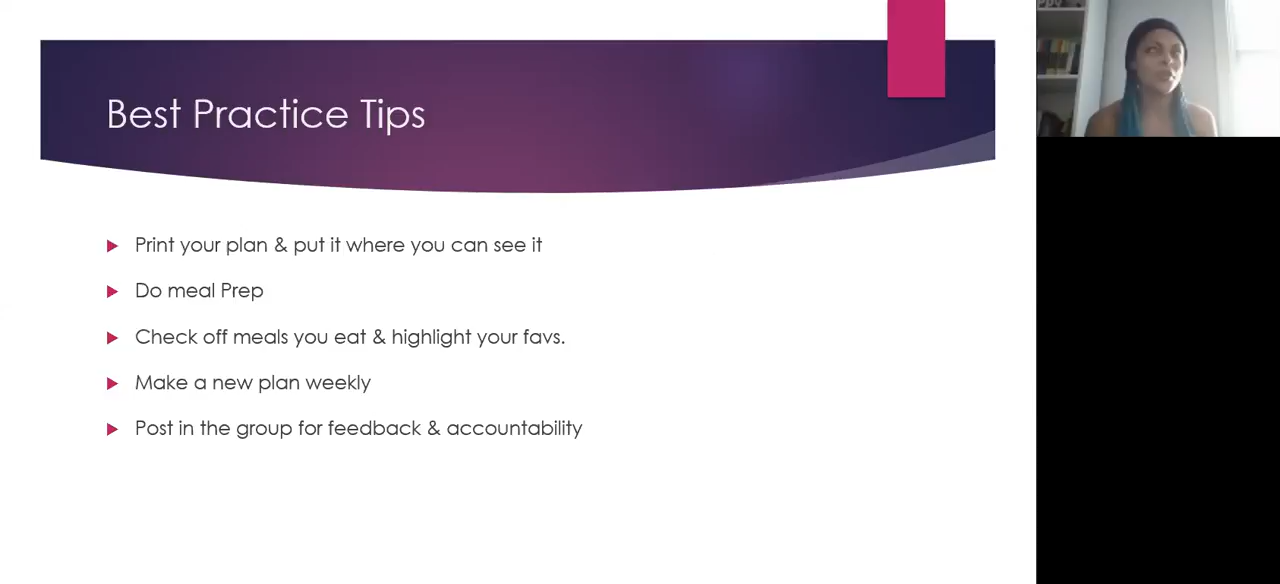 Best Practice Tips
Print your plan & put it where you can see it
Do meal Prep
Check off meals you eat & highlight your favs.
Make a new plan weekly
Post in the group for feedback & accountability